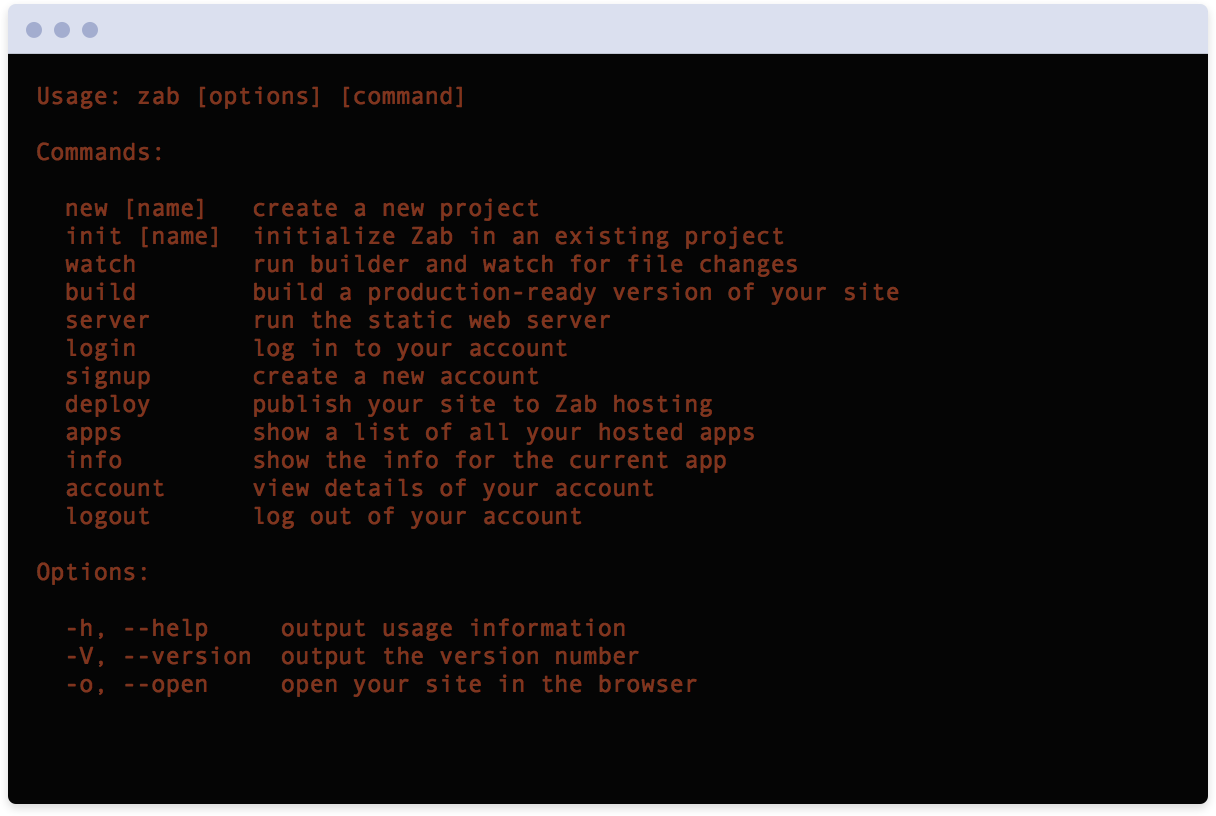 Usage: zab [options] [command]
Commands:
new [name]   create a new project
init [name]  initialize Zab in an existing project
watch        run builder and watch for file changes
build        build a production-ready version of your site
server       run the static web server
login        log in to your account
signup       create a new account
deploy       publish your site to Zab hosting
apps         show a list of all your hosted apps
info         show the info for the current app
account      view details of your account
logout       log out of your account
Options:
-h, --help     output usage information
-V, --version  output the version number
-o, --open     open your site in the browser